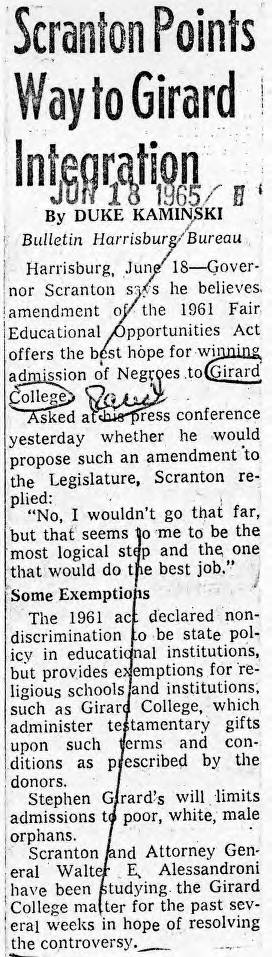 Scranton Points
Way to Girard
Integration
JUN 18 1965
By DUKE KAMINSKI
Bulletin Harrisburg Bureau
Harrisburg, June 18—Gover-
nor Scranton says he believes
amendment of the 1961 Fair
Educational Opportunities Act
offers the best hope for winning
admission of Negroes to Girard
College.
Asked at his press conference
yesterday whether he would
propose such an amendment to
the Legislature, Scranton re-
plied:
"No, I wouldn't go that far,
but that seems to me to be the
most logical step and the one
that would do the best job."
Some Exemptions
The 1961 act declared non-
discrimination to be state pol-
icy in educational institutions,
but provides exemptions for re-
ligious schools and institutions,
such as Girard College, which
administer testamentary gifts
upon such terms and con-
ditions as prescribed by the
donors.
Stephen Girard's will limits
admissions to poor, white, male
orphans.
Scranton and Attorney Gen-
eral Walter E. Alessandroni
have been studying the Girard
College matter for the past sev-
eral weeks in hope of resolving
the controversy.